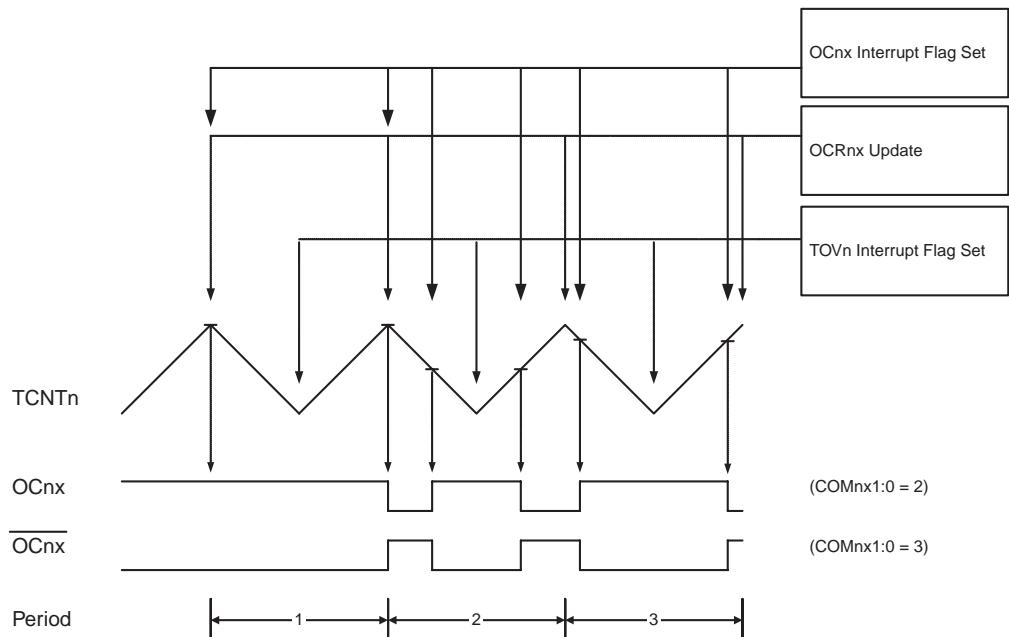 OCnx Interrupt Flag Set
OCRnx Update
TOVn Interrupt Flag Set
TCNTn
OCnx
(COMnx1:0 = 2)
OCnx
(COMnx1:0 = 3)
Period
1
2
3